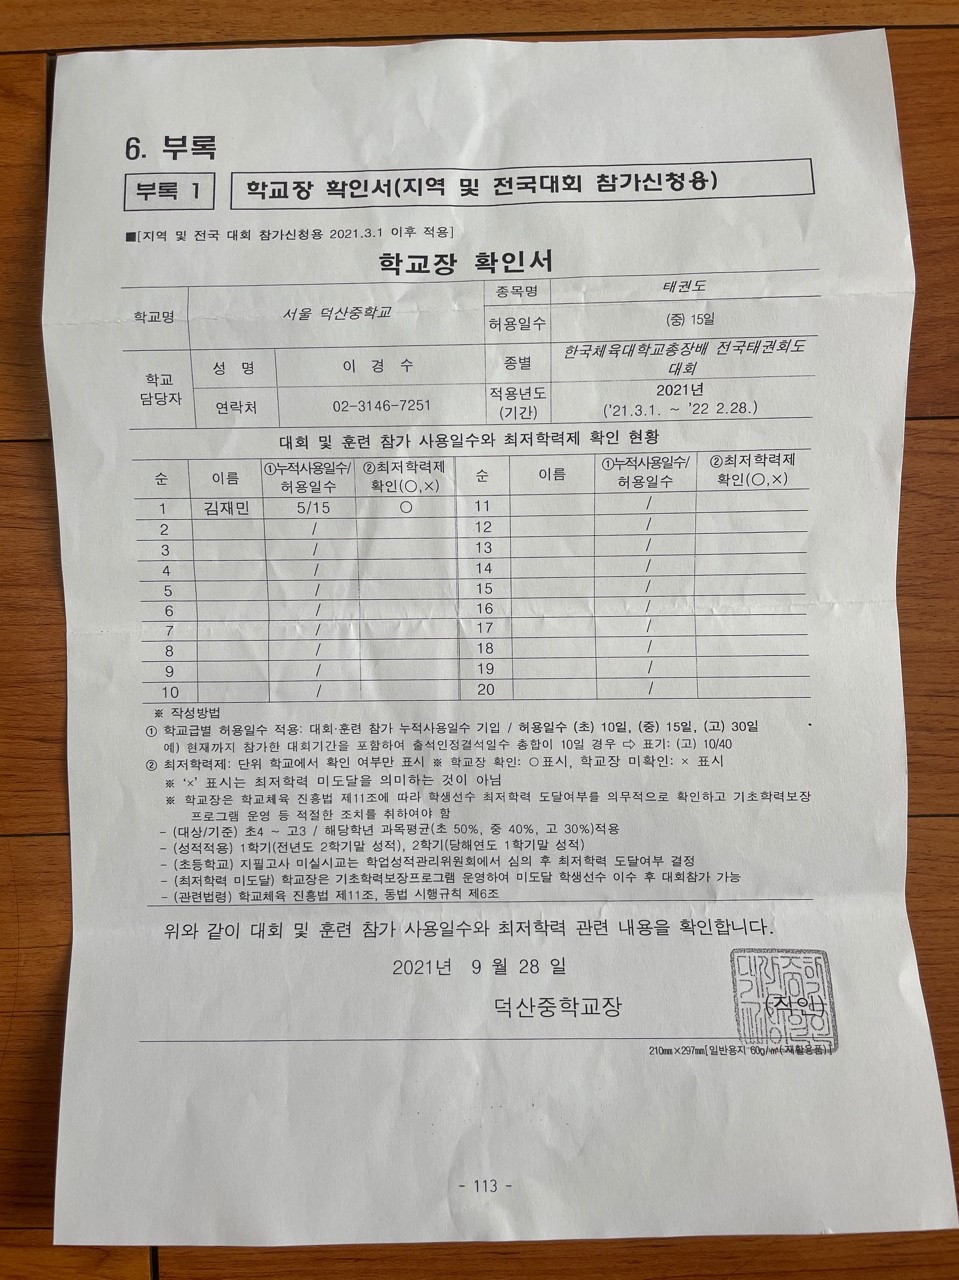 6. 부록
부록 1 학교장 확인서(지역 및 전국대회 참가신청용)
■[지역 및 전국 대회 참가신청용 2021.3.1 이후 적용]
학교장 확인서
학교명 서울 덕산중학교 종목명 태권도
허용일수 (중) 15일
학교 담당자 성 명 이 경 수 종별 한국체육대학교총장배 전국태권회도
대회
연락처 02-3146-7251 적용년도 (기간) 2021년
('21.3.1. ~ '22 2.28.)
대회 및 훈련 참가 사용일수와 최저학력제 확인 현황
순 이름 ①누적사용일수/ 허용일수 ②최저학력제 확인(○,×) 순 이름 ①누적사용일수/ 허용일수 ②최저학력제 확인(○,×)
1 김재민 5/15 ○ 11 /
2 / 12 /
3 / 13 /
4 / 14 /
5 / 15 /
6 / 16 /
7 / 17 /
8 / 18 /
9 / 19 /
10 / 20 /
※ 작성방법
① 학교급별 허용일수 적용: 대회·훈련 참가 누적사용일수 기입 / 허용일수 (초) 10일, (중) 15일, (고) 30일
예) 현재까지 참가한 대회기간을 포함하여 출석인정결석일수 총합이 10일 경우 ⇨ 표기: (고) 10/40
② 최저학력제: 단위 학교에서 확인 여부만 표시 ※ 학교장 확인: ○표시, 학교장 미확인: × 표시
※ '×' 표시는 최저학력 미도달을 의미하는 것이 아님
※ 학교장은 학교체육 진흥법 제11조에 따라 학생선수 최저학력 도달여부를 의무적으로 확인하고 기초학력보장
프로그램 운영 등 적절한 조치를 취하여야 함
- (대상/기준) 초4 ~ 고3 / 해당학년 과목평균(초 50%, 중 40%, 고 30%)적용
- (성적적용) 1학기(전년도 2학기말 성적), 2학기(당해연도 1학기말 성적)
- (초등학교) 지필고사 미실시교는 학업성적관리위원회에서 심의 후 최저학력 도달여부 결정
- (최저학력 미도달) 학교장은 기초학력보장프로그램 운영하여 미도달 학생선수 이수 후 대회참가 가능
- (관련법령) 학교체육 진흥법 제11조, 동법 시행규칙 제6조
위와 같이 대회 및 훈련 참가 사용일수와 최저학력 관련 내용을 확인합니다.
2021년 9 월 28 일
덕산중학교장 (직인)
210㎜×297㎜[일반용지 60g/㎡(재활용품)]
- 113 -